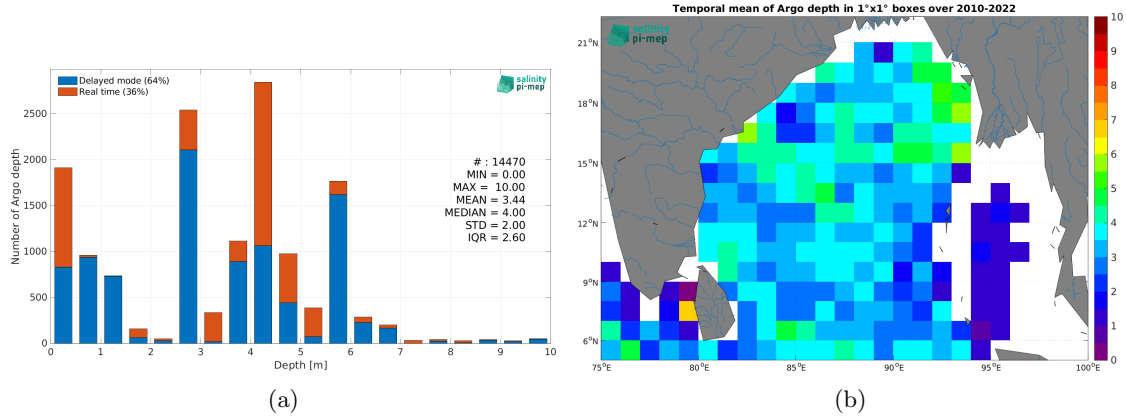 Delayed mode (64%)
Real time (36%)
salinity
pi-mep
2500
2000
1500
1000
500
0
Number of Argo depth
# : 14470
MIN = 0.00
MAX = 10.00
MEAN = 3.44
MEDIAN = 4.00
STD = 2.00
IQR = 2.60
0 1 2 3 4 5 6 7 8 9 10
Depth [m]
(a)
Temporal mean of Argo depth in 1°x1° boxes over 2010-2022
salinity
pi-mep
21°N
18°N
15°N
12°N
9°N
6°N
75°E 80°E 85°E 90°E 95°E 100°E
10
9
8
7
6
5
4
3
2
1
0
(b)